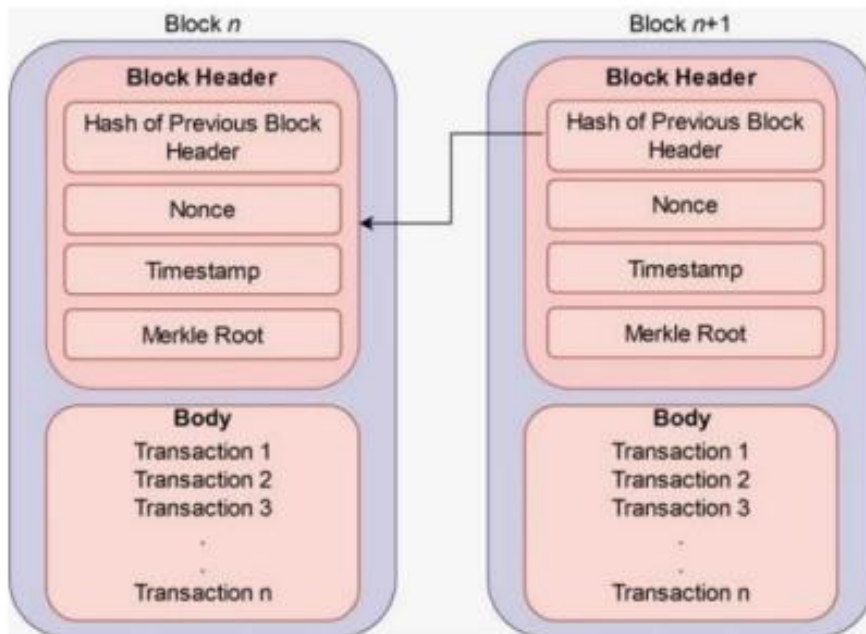 Block n
Block Header
Hash of Previous Block
Header
Nonce
Timestamp
Merkle Root
Body
Transaction 1
Transaction 2
Transaction 3
.
.
Transaction n
Block n+1
Block Header
Hash of Previous Block
Header
Nonce
Timestamp
Merkle Root
Body
Transaction 1
Transaction 2
Transaction 3
.
.
Transaction n